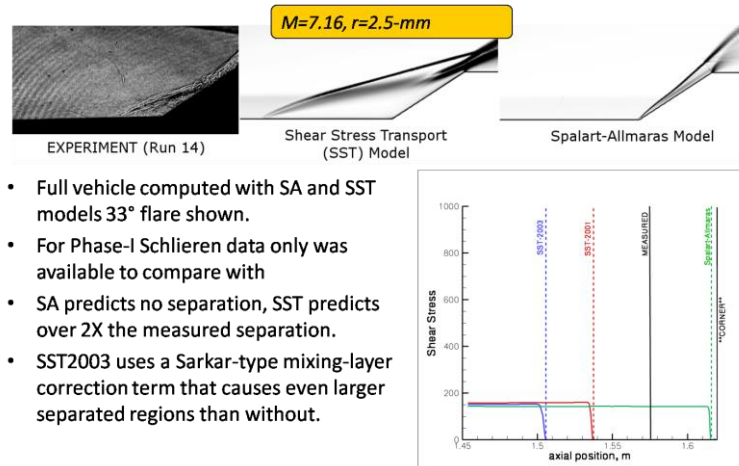 M=7.16, r=2.5-mm
EXPERIMENT (Run 14)
Shear Stress Transport
(SST) Model
Spalart-Allmaras Model
• Full vehicle computed with SA and SST
models 33° flare shown.
• For Phase-I Schlieren data only was
available to compare with
• SA predicts no separation, SST predicts
over 2X the measured separation.
• SST2003 uses a Sarkar-type mixing-layer
correction term that causes even larger
separated regions than without.
Shear Stress
1000
800
600
400
200
0
SST-2003
SST-2001
MEASURED
Spalart-Allmaras
**CORNER**
1.45
1.5
1.55
1.6
axial position, m